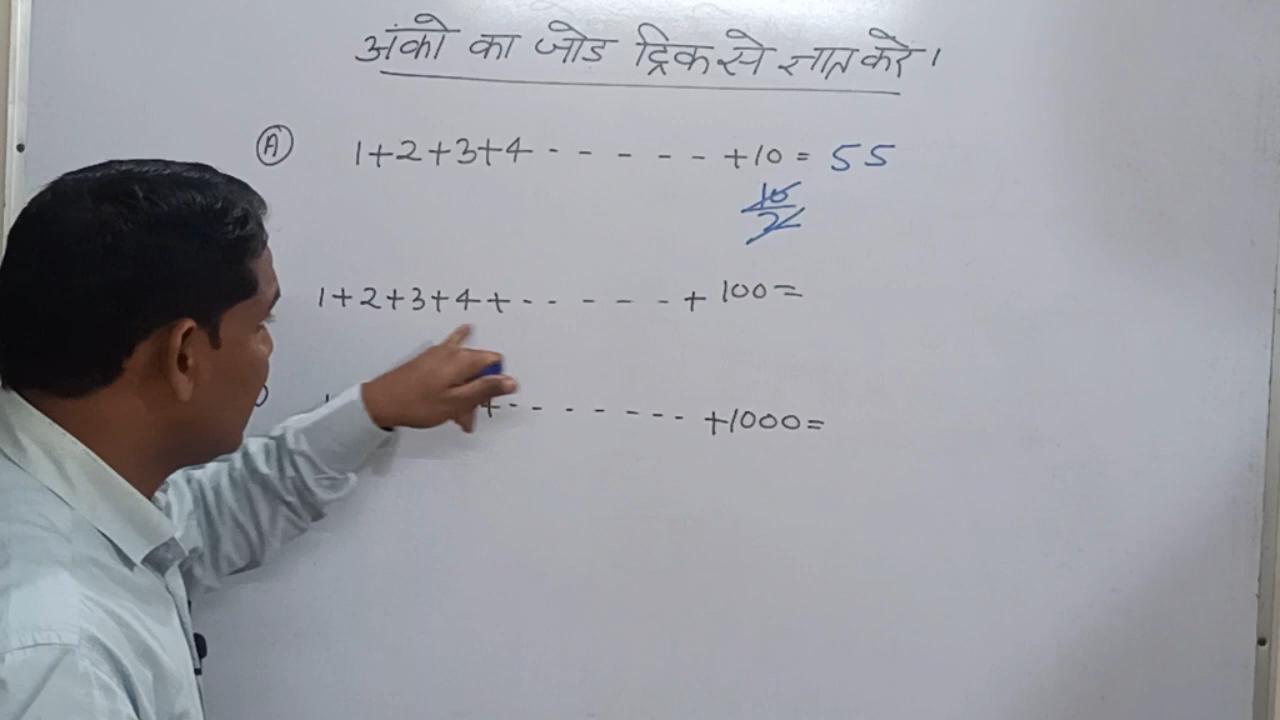 अंको का जोड ट्रिक से ज्ञात करे।
(A) 1+2+3+4 - - - - - +10 = 55
10/2
1+2+3+4+ - - - - - + 100 =
+ - - - - - - - +1000 =